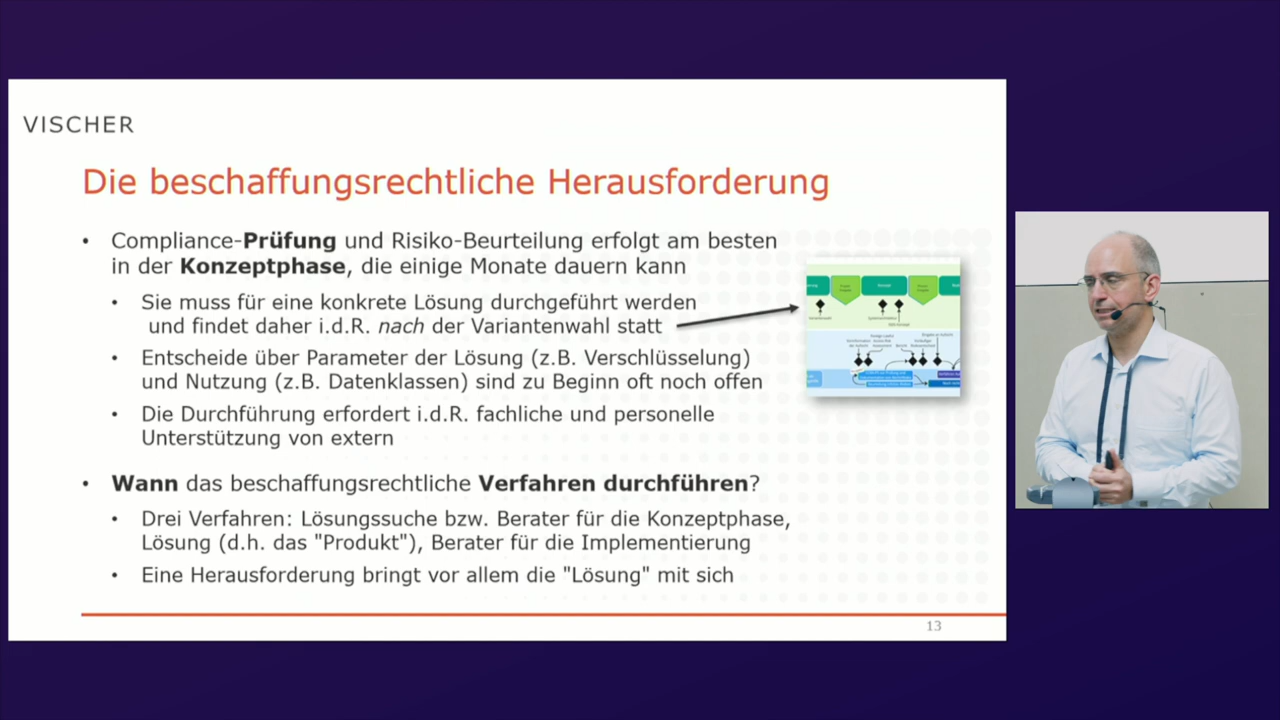 VISCHER
Die beschaffungsrechtliche Herausforderung
• Compliance-Prüfung und Risiko-Beurteilung erfolgt am besten
in der Konzeptphase, die einige Monate dauern kann
• Sie muss für eine konkrete Lösung durchgeführt werden
und findet daher i.d.R. nach der Variantenwahl statt
• Entscheide über Parameter der Lösung (z.B. Verschlüsselung)
und Nutzung (z.B. Datenklassen) sind zu Beginn oft noch offen
• Die Durchführung erfordert i.d.R. fachliche und personelle
Unterstützung von extern
• Wann das beschaffungsrechtliche Verfahren durchführen?
• Drei Verfahren: Lösungssuche bzw. Berater für die Konzeptphase,
Lösung (d.h. das "Produkt"), Berater für die Implementierung
• Eine Herausforderung bringt vor allem die "Lösung" mit sich
13